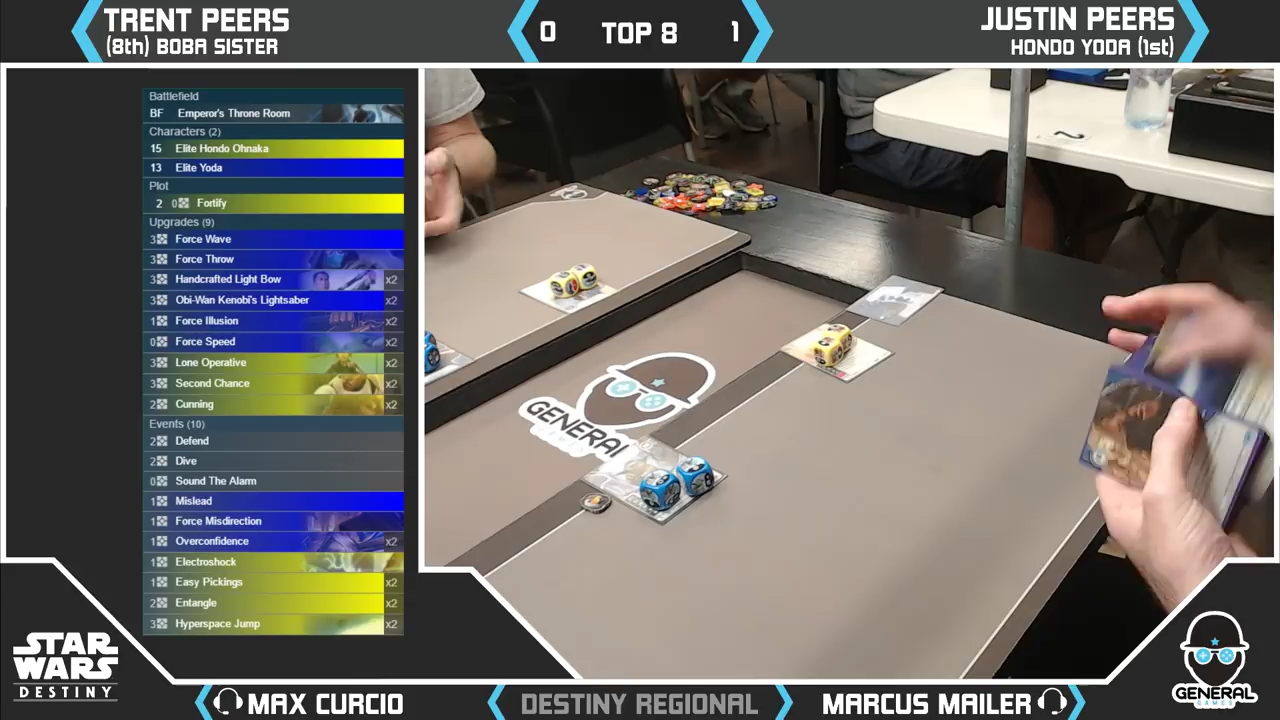 TRENT PEERS
(8th) BOBA SISTER
0
TOP 8
1
JUSTIN PEERS
HONDO YODA (1st)
Battlefield
BF Emperor's Throne Room
Characters (2)
15 Elite Hondo Ohnaka
13 Elite Yoda
Plot
2 0 Fortify
Upgrades (9)
3 Force Wave
3 Force Throw
3 Handcrafted Light Bow x2
3 Obi-Wan Kenobi's Lightsaber x2
1 Force Illusion x2
0 Force Speed x2
3 Lone Operative x2
3 Second Chance x2
2 Cunning x2
Events (10)
2 Defend
2 Dive
0 Sound The Alarm
1 Mislead
1 Force Misdirection
1 Overconfidence x2
1 Electroshock
1 Easy Pickings x2
2 Entangle x2
3 Hyperspace Jump x2
GENERAL
GAMES
STAR
WARS
DESTINY
MAX CURCIO
DESTINY REGIONAL
MARCUS MAILER
GENERAL
GAMES